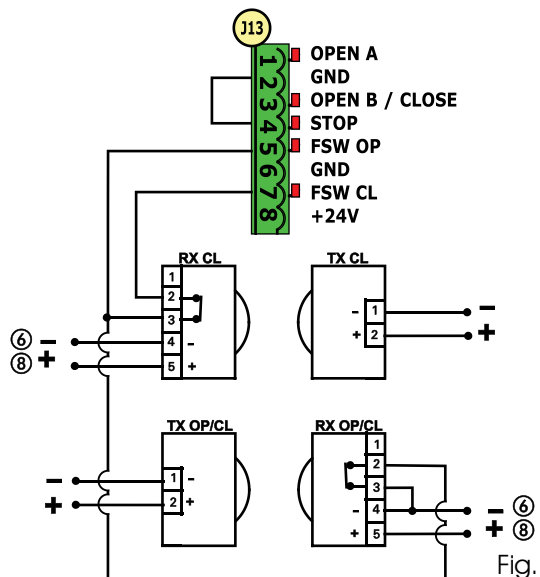 J13
1 OPEN A
2 GND
3 OPEN B / CLOSE
4 STOP
5 FSW OP
6 GND
7 FSW CL
8 +24V
RX CL
1
2
3
⑥ − 4 −
⑧ + 5 +
TX CL
- 1 −
+ 2 +
TX OP/CL
− 1 -
+ 2 +
RX OP/CL
1
2
3
- 4 − ⑥
+ 5 + ⑧
Fig.